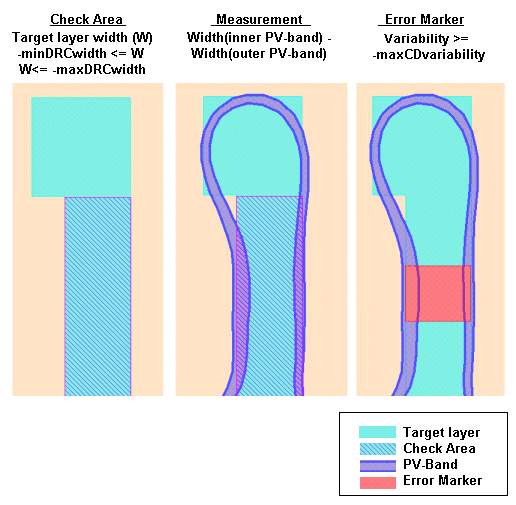 Check Area
Target layer width (W)
-minDRCwidth <= W
W<= -maxDRCwidth
Measurement
Width(inner PV-band) -
Width(outer PV-band)
Error Marker
Variability >=
-maxCDvariability
Target layer
Check Area
PV-Band
Error Marker